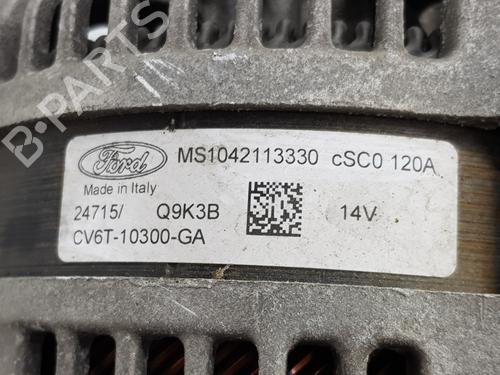 B-PARTS
Ford MS1042113330 cSC0 120A
Made in Italy
24715/ Q9K3B 14V
CV6T-10300-GA